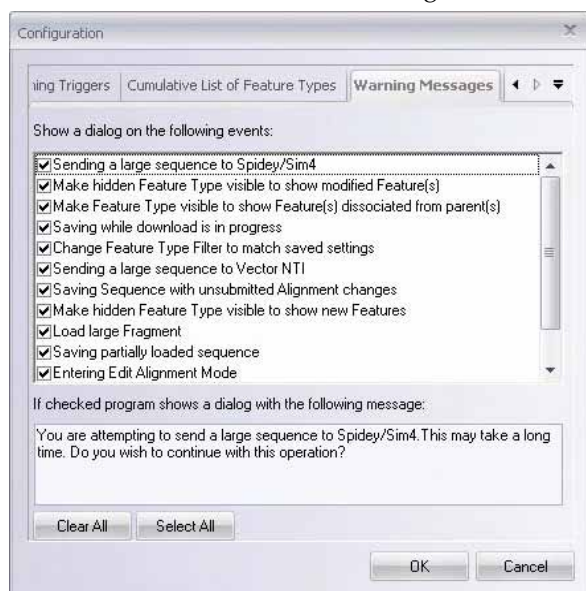 Configuration
ing Triggers Cumulative List of Feature Types Warning Messages
Show a dialog on the following events:
Sending a large sequence to Spidey/Sim4
Make hidden Feature Type visible to show modified Feature(s)
Make Feature Type visible to show Feature(s) dissociated from parent(s)
Saving while download is in progress
Change Feature Type Filter to match saved settings
Sending a large sequence to Vector NTI
Saving Sequence with unsubmitted Alignment changes
Make hidden Feature Type visible to show new Features
Load large Fragment
Saving partially loaded sequence
Entering Edit Alignment Mode
If checked program shows a dialog with the following message:
You are attempting to send a large sequence to Spidey/Sim4.This may take a long
time. Do you wish to continue with this operation?
Clear All Select All
OK Cancel